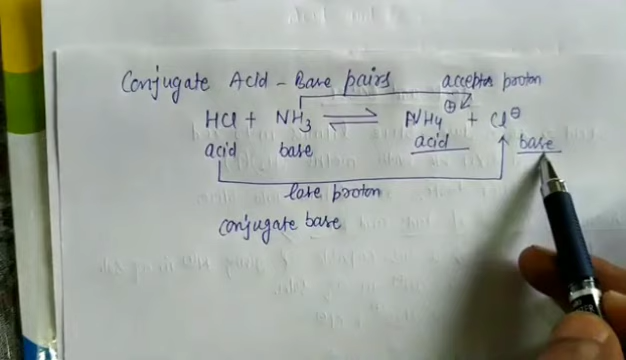 Conjugate Acid - Base pairs accepts proton
HCl + NH3 ⇌ NH4⊕ + Cl⊖
acid base acid base
lose proton
conjugate base